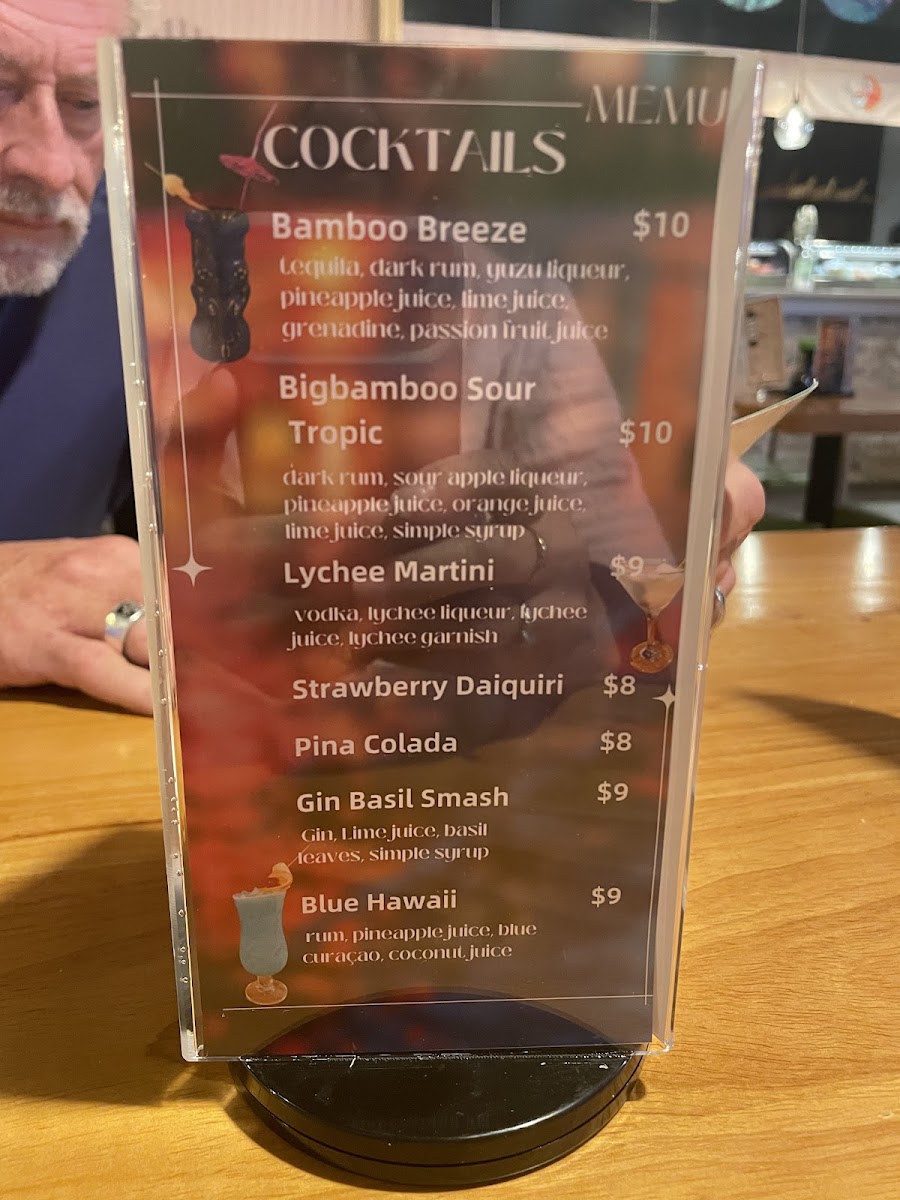 MEMU
COCKTAILS
Bamboo Breeze $10
tequila, dark rum, yuzu liqueur,
pineapple juice, lime juice,
grenadine, passion fruit juice
Bigbamboo Sour
Tropic $10
dark rum, sour apple liqueur,
pineapple juice, orange juice,
lime juice, simple syrup
Lychee Martini $9
vodka, lychee liqueur, lychee
juice, lychee garnish
Strawberry Daiquiri $8
Pina Colada $8
Gin Basil Smash $9
Gin, Lime juice, basil
leaves, simple syrup
Blue Hawaii $9
rum, pineapple juice, blue
curaçao, coconut juice